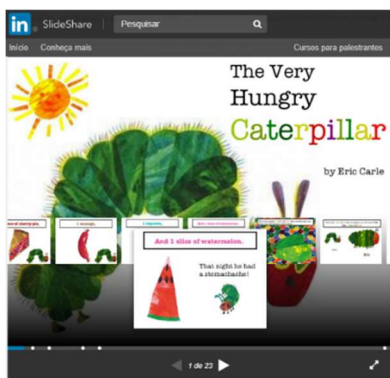 in SlideShare Pesquisar
Início Conheça mais Cursos para palestrantes
The Very
Hungry
Caterpillar
by Eric Carle
And 1 slice of watermelon.
That night he had
a stomachache!
1 de 23